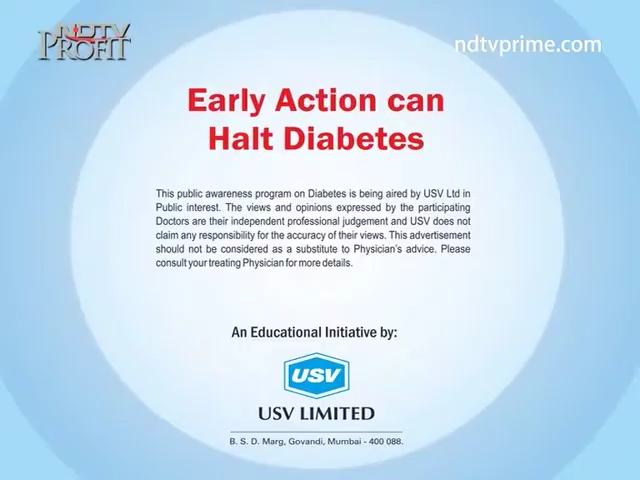 NDTV
PROFIT
ndtvprime.com
Early Action can
Halt Diabetes
This public awareness program on Diabetes is being aired by USV Ltd in
Public interest. The views and opinions expressed by the participating
Doctors are their independent professional judgement and USV does not
claim any responsibility for the accuracy of their views. This advertisement
should not be considered as a substitute to Physician's advice. Please
consult your treating Physician for more details.
An Educational Initiative by:
USV
USV LIMITED
B. S. D. Marg, Govandi, Mumbai - 400 088.